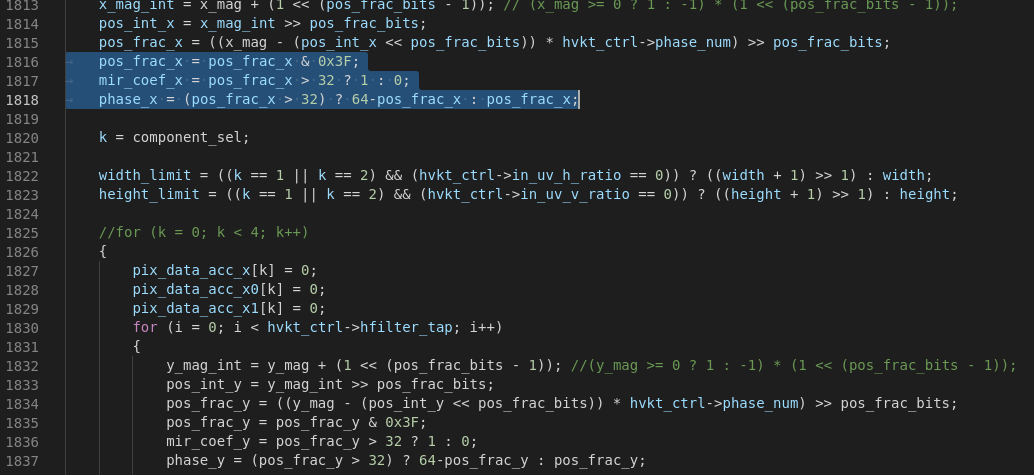 1813 x_mag_int = x_mag + (1 << (pos_frac_bits - 1)); // (x_mag >= 0 ? 1 : -1) * (1 << (pos_frac_bits - 1));
1814 pos_int_x = x_mag_int >> pos_frac_bits;
1815 pos_frac_x = ((x_mag - (pos_int_x << pos_frac_bits)) * hvkt_ctrl->phase_num) >> pos_frac_bits;
1816 pos_frac_x = pos_frac_x & 0x3F;
1817 mir_coef_x = pos_frac_x > 32 ? 1 : 0;
1818 phase_x = (pos_frac_x > 32) ? 64-pos_frac_x : pos_frac_x;
1819
1820 k = component_sel;
1821
1822 width_limit = ((k == 1 || k == 2) && (hvkt_ctrl->in_uv_h_ratio == 0)) ? ((width + 1) >> 1) : width;
1823 height_limit = ((k == 1 || k == 2) && (hvkt_ctrl->in_uv_v_ratio == 0)) ? ((height + 1) >> 1) : height;
1824
1825 //for (k = 0; k < 4; k++)
1826 {
1827 pix_data_acc_x[k] = 0;
1828 pix_data_acc_x0[k] = 0;
1829 pix_data_acc_x1[k] = 0;
1830 for (i = 0; i < hvkt_ctrl->hfilter_tap; i++)
1831 {
1832 y_mag_int = y_mag + (1 << (pos_frac_bits - 1)); //(y_mag >= 0 ? 1 : -1) * (1 << (pos_frac_bits - 1));
1833 pos_int_y = y_mag_int >> pos_frac_bits;
1834 pos_frac_y = ((y_mag - (pos_int_y << pos_frac_bits)) * hvkt_ctrl->phase_num) >> pos_frac_bits;
1835 pos_frac_y = pos_frac_y & 0x3F;
1836 mir_coef_y = pos_frac_y > 32 ? 1 : 0;
1837 phase_y = (pos_frac_y > 32) ? 64-pos_frac_y : pos_frac_y;